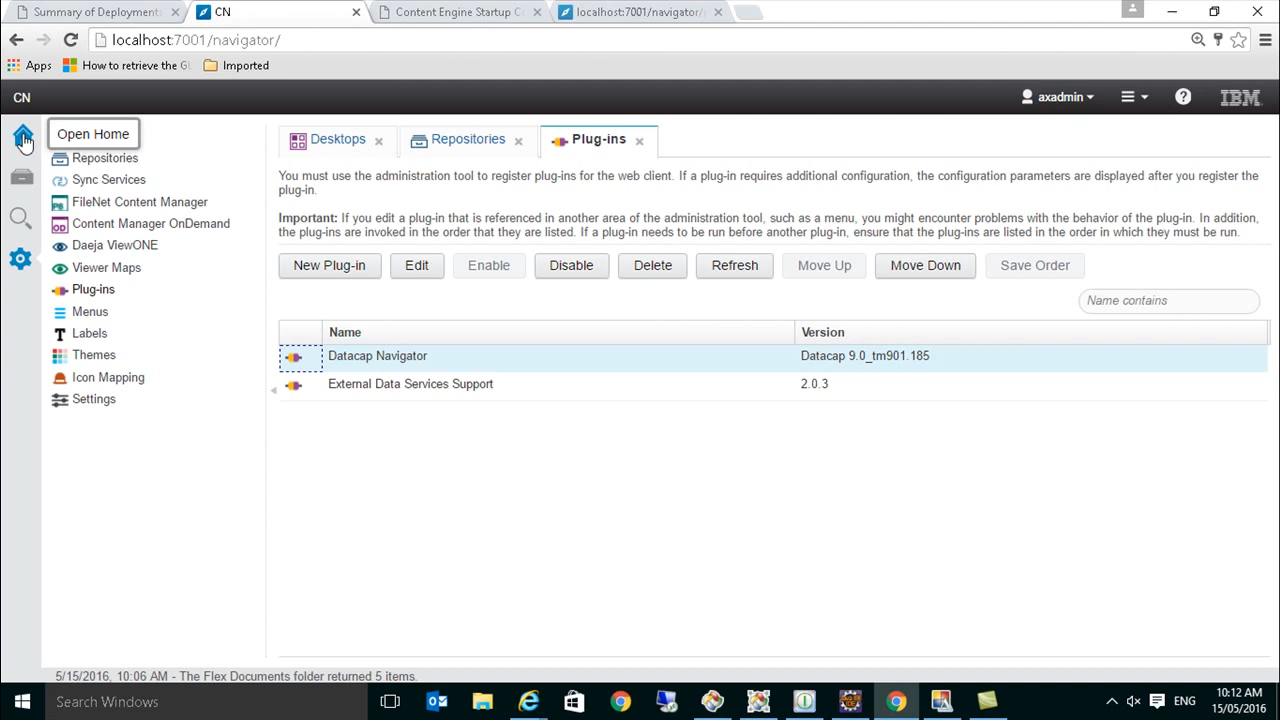 Summary of Deployments
CN
Content Engine Startup C
localhost:7001/navigator/
localhost:7001/navigator/
Apps
How to retrieve the GU
Imported
CN
axadmin
?
IBM
Open Home
Repositories
Sync Services
FileNet Content Manager
Content Manager OnDemand
Daeja ViewONE
Viewer Maps
Plug-ins
Menus
Labels
Themes
Icon Mapping
Settings
Desktops
Repositories
Plug-ins
You must use the administration tool to register plug-ins for the web client. If a plug-in requires additional configuration, the configuration parameters are displayed after you register the
plug-in.
Important: If you edit a plug-in that is referenced in another area of the administration tool, such as a menu, you might encounter problems with the behavior of the plug-in. In addition,
the plug-ins are invoked in the order that they are listed. If a plug-in needs to be run before another plug-in, ensure that the plug-ins are listed in the order in which they must be run.
New Plug-in Edit Enable Disable Delete Refresh Move Up Move Down Save Order
Name contains
Name Version
Datacap Navigator Datacap 9.0_tm901.185
External Data Services Support 2.0.3
5/15/2016, 10:06 AM - The Flex Documents folder returned 5 items.
Search Windows
ENG
10:12 AM
15/05/2016